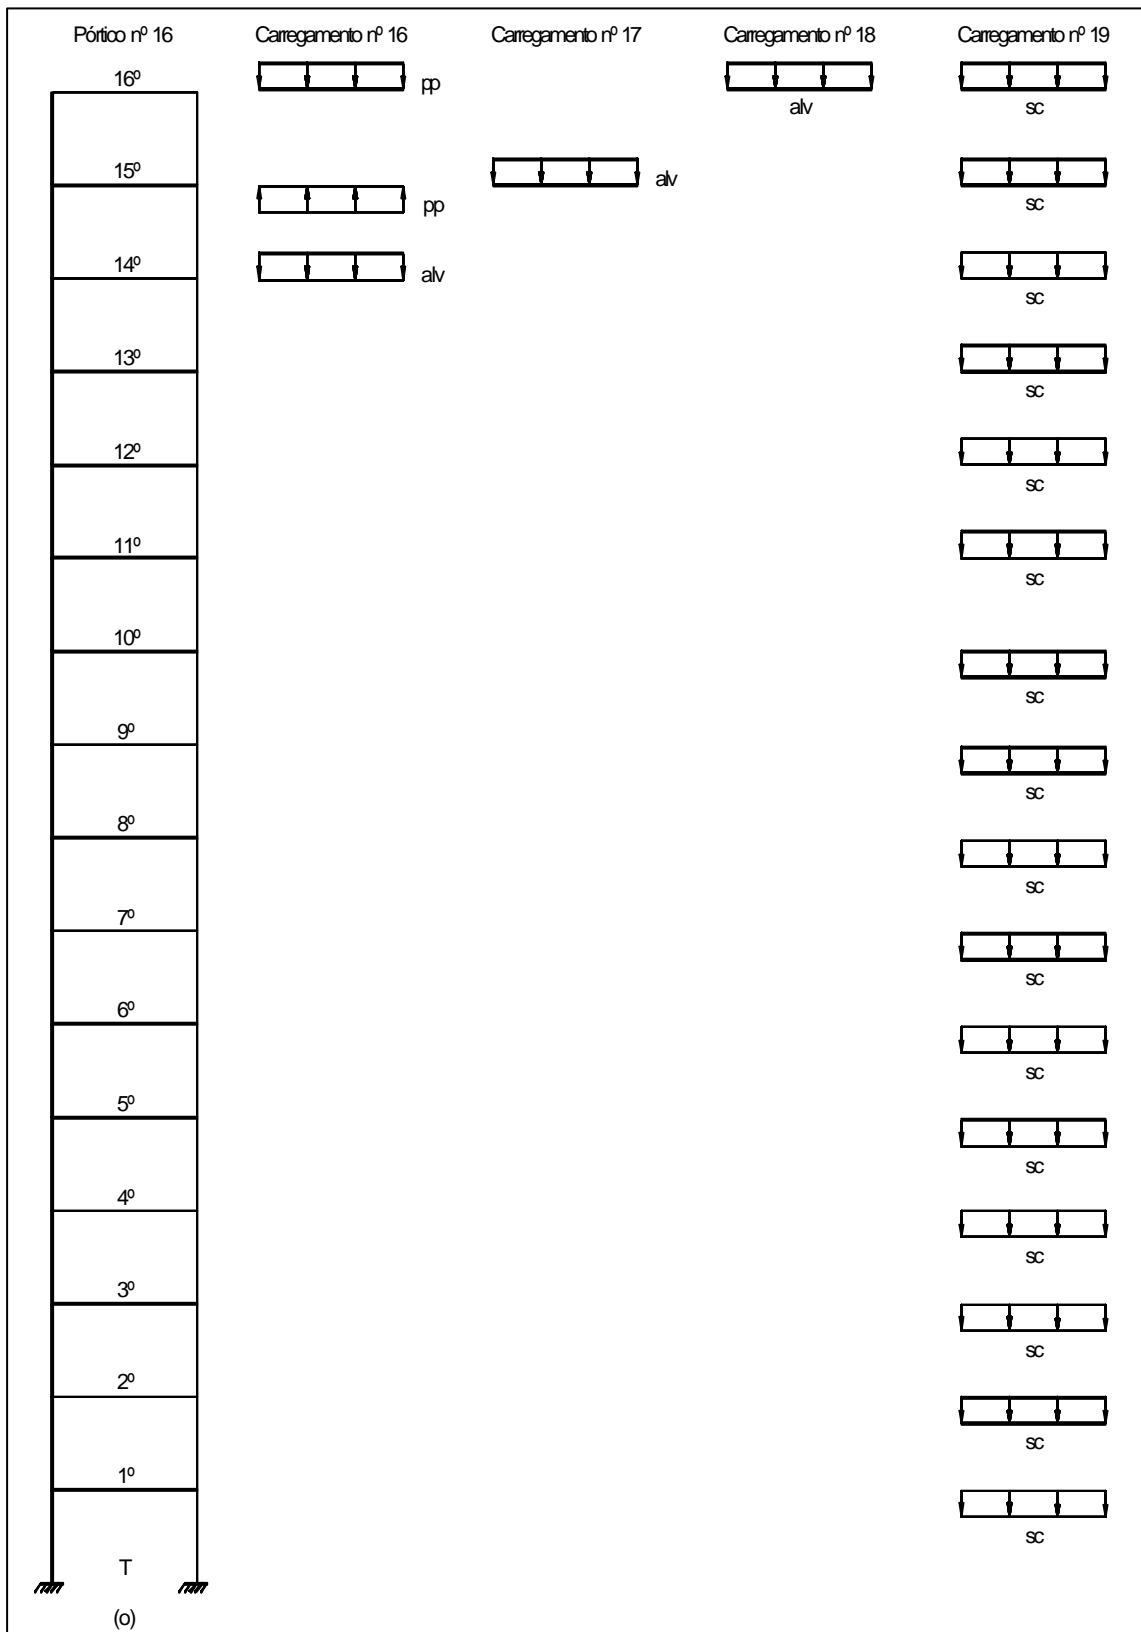 Pórtico nº 16 Carregamento nº 16 Carregamento nº 17 Carregamento nº 18 Carregamento nº 19
16º pp alv sc
15º alv sc
pp
14º alv sc
13º sc
12º sc
11º sc
10º sc
9º sc
8º sc
7º sc
6º sc
5º sc
4º sc
3º sc
2º sc
1º sc
T
(o)